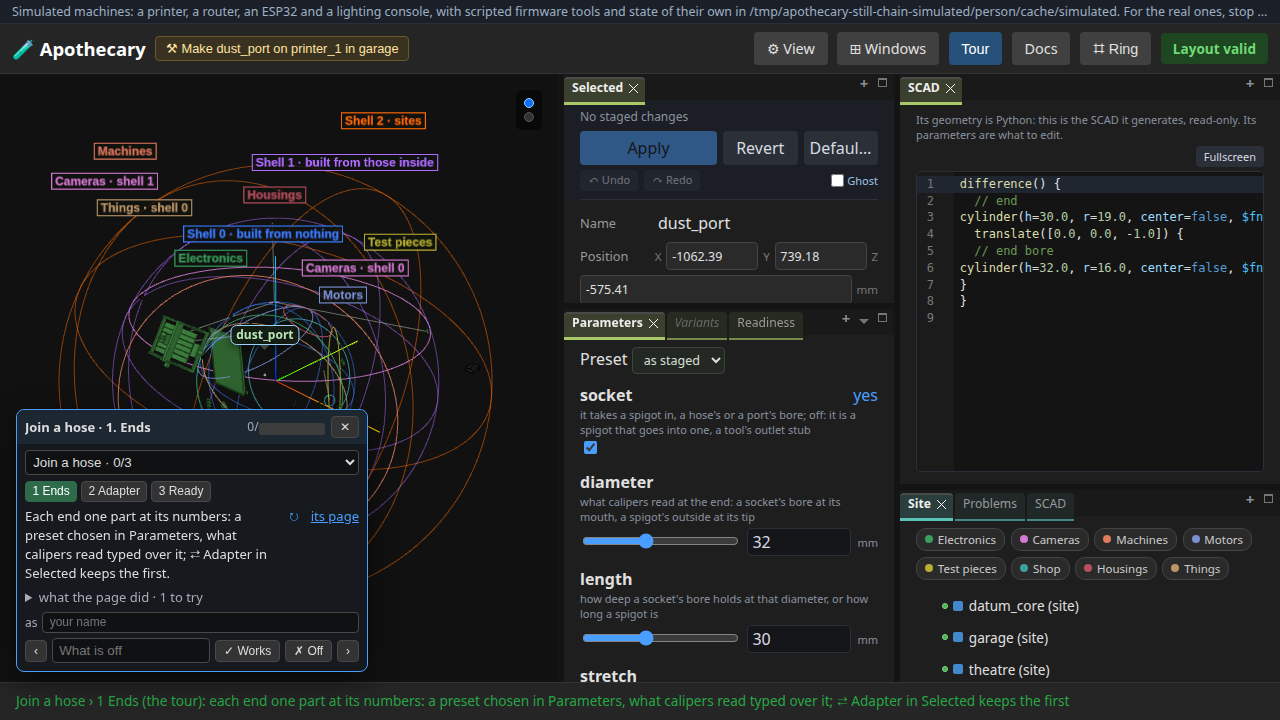 Simulated machines: a printer, a router, an ESP32 and a lighting console, with scripted firmware tools and state of their own in /tmp/apothecary-still-chain-simulated/person/cache/simulated. For the real ones, stop ...
Apothecary
⚒ Make dust_port on printer_1 in garage
⚙ View
⊞ Windows
Tour
Docs
⌗ Ring
Layout valid
Shell 2 · sites
Machines
Shell 1 · built from those inside
Cameras · shell 1
Housings
Things · shell 0
Shell 0 · built from nothing
Test pieces
Electronics
Cameras · shell 0
Motors
dust_port
Join a hose · 1. Ends
0/
✕
Join a hose · 0/3
1 Ends
2 Adapter
3 Ready
Each end one part at its numbers: a
preset chosen in Parameters, what
calipers read typed over it; ⇄ Adapter in
Selected keeps the first.
↻ its page
▶ what the page did · 1 to try
as your name
‹
What is off
✓ Works
✗ Off
›
Selected
No staged changes
Apply
Revert
Defaul...
↶ Undo
↷ Redo
Ghost
Name dust_port
Position X -1062.39 Y 739.18 Z
-575.41 mm
Parameters
Variants
Readiness
Preset as staged
socket yes
it takes a spigot in, a hose's or a port's bore; off: it is a
spigot that goes into one, a tool's outlet stub
diameter
what calipers read at the end: a socket's bore at its
mouth, a spigot's outside at its tip
32 mm
length
how deep a socket's bore holds at that diameter, or how
long a spigot is
30 mm
stretch
SCAD
Its geometry is Python: this is the SCAD it generates, read-only. Its
parameters are what to edit.
Fullscreen
1 difference() {
2 // end
3 cylinder(h=30.0, r=19.0, center=false, $fn
4 translate([0.0, 0.0, -1.0]) {
5 // end bore
6 cylinder(h=32.0, r=16.0, center=false, $fn
7 }
8 }
9
Site
Problems
SCAD
Electronics
Cameras
Machines
Motors
Test pieces
Shop
Housings
Things
datum_core (site)
garage (site)
theatre (site)
Join a hose › 1 Ends (the tour): each end one part at its numbers: a preset chosen in Parameters, what calipers read typed over it; ⇄ Adapter in Selected keeps the first